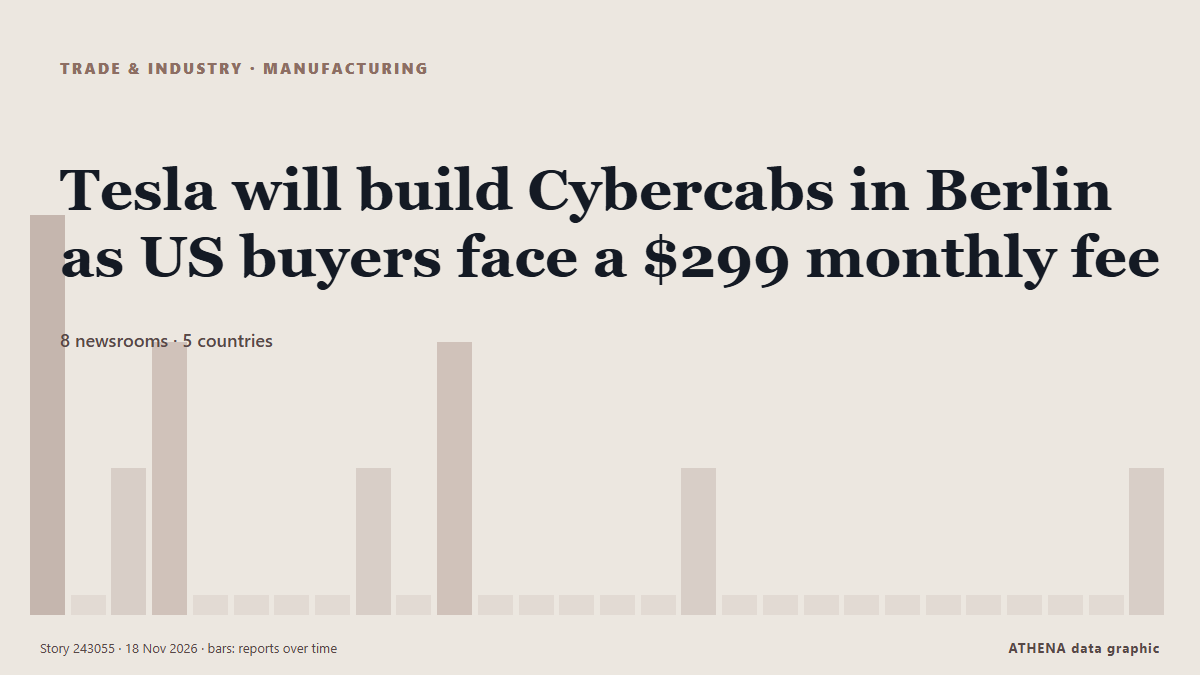 TRADE & INDUSTRY · MANUFACTURING
Tesla will build Cybercabs in Berlin
as US buyers face a $299 monthly fee
8 newsrooms · 5 countries
Story 243055 · 18 Nov 2026 · bars: reports over time
ATHENA data graphic